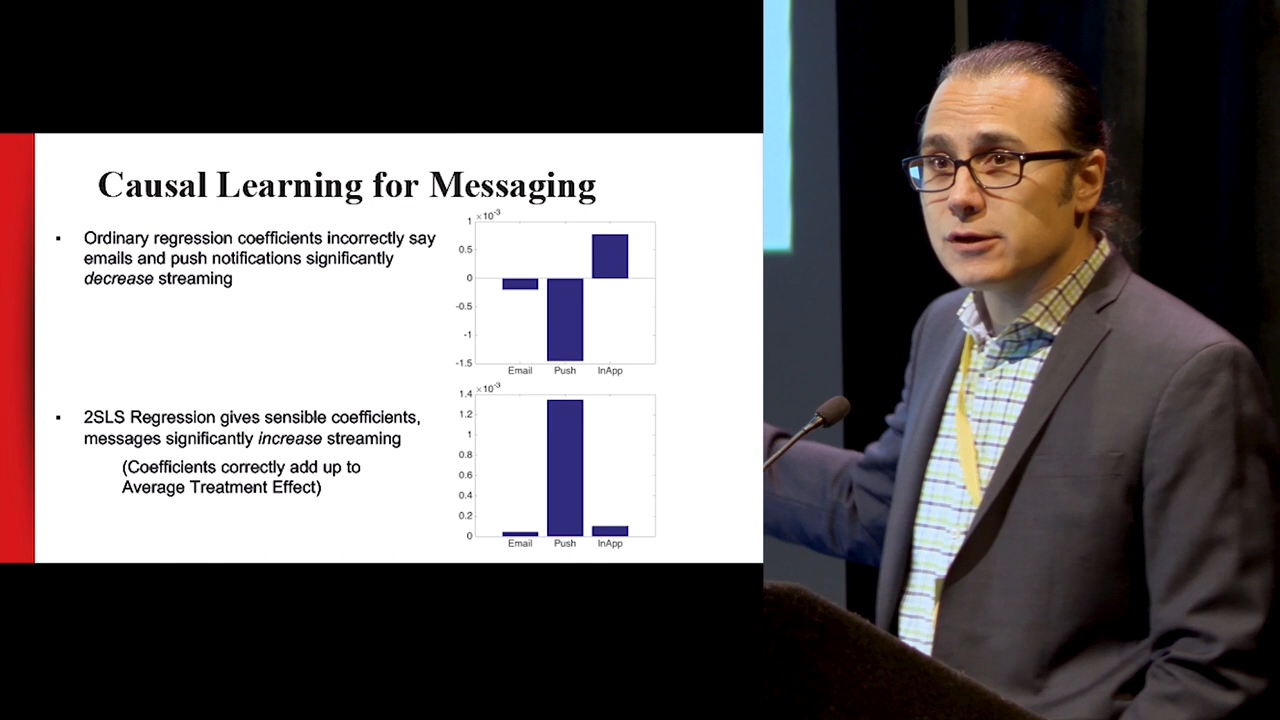 Causal Learning for Messaging
▪ Ordinary regression coefficients incorrectly say
emails and push notifications significantly
decrease streaming
×10⁻³
1
0.5
0
-0.5
-1
-1.5
Email Push InApp
▪ 2SLS Regression gives sensible coefficients,
messages significantly increase streaming
(Coefficients correctly add up to
Average Treatment Effect)
×10⁻³
1.4
1.2
1
0.8
0.6
0.4
0.2
0
Email Push InApp